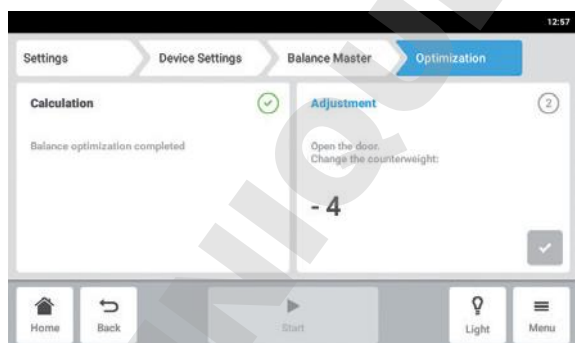 12:57
Settings
Device Settings
Balance Master
Optimization
Calculation
Adjustment
2
Balance optimization completed
Open the door.
Change the counterweight:
- 4
Home
Back
Start
Light
Menu